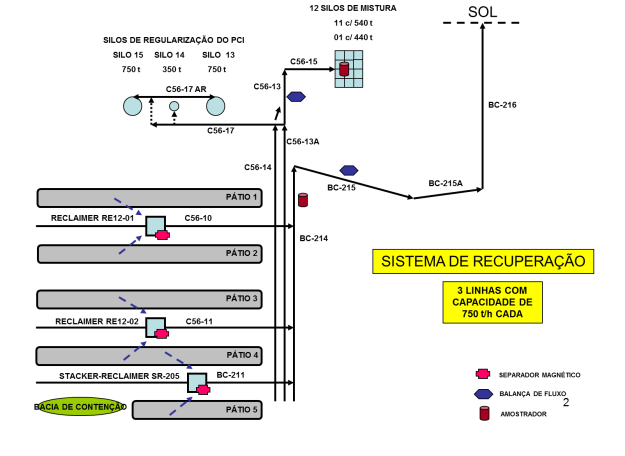 12 SILOS DE MISTURA
11 c/ 540 t
01 c/ 440 t
SOL
SILOS DE REGULARIZAÇÃO DO PCI
SILO 15 SILO 14 SILO 13
750 t 350 t 750 t
C56-15
C56-17 AR
C56-13
C56-17
BC-216
C56-13A
C56-14
BC-215
BC-215A
PÁTIO 1
RECLAIMER RE12-01
C56-10
BC-214
PÁTIO 2
SISTEMA DE RECUPERAÇÃO
3 LINHAS COM
CAPACIDADE DE
750 t/h CADA
PÁTIO 3
RECLAIMER RE12-02
C56-11
PÁTIO 4
STACKER-RECLAIMER SR-205
BC-211
BACIA DE CONTENÇÃO
PÁTIO 5
SEPARADOR MAGNÉTICO
BALANÇA DE FLUXO
2
AMOSTRADOR